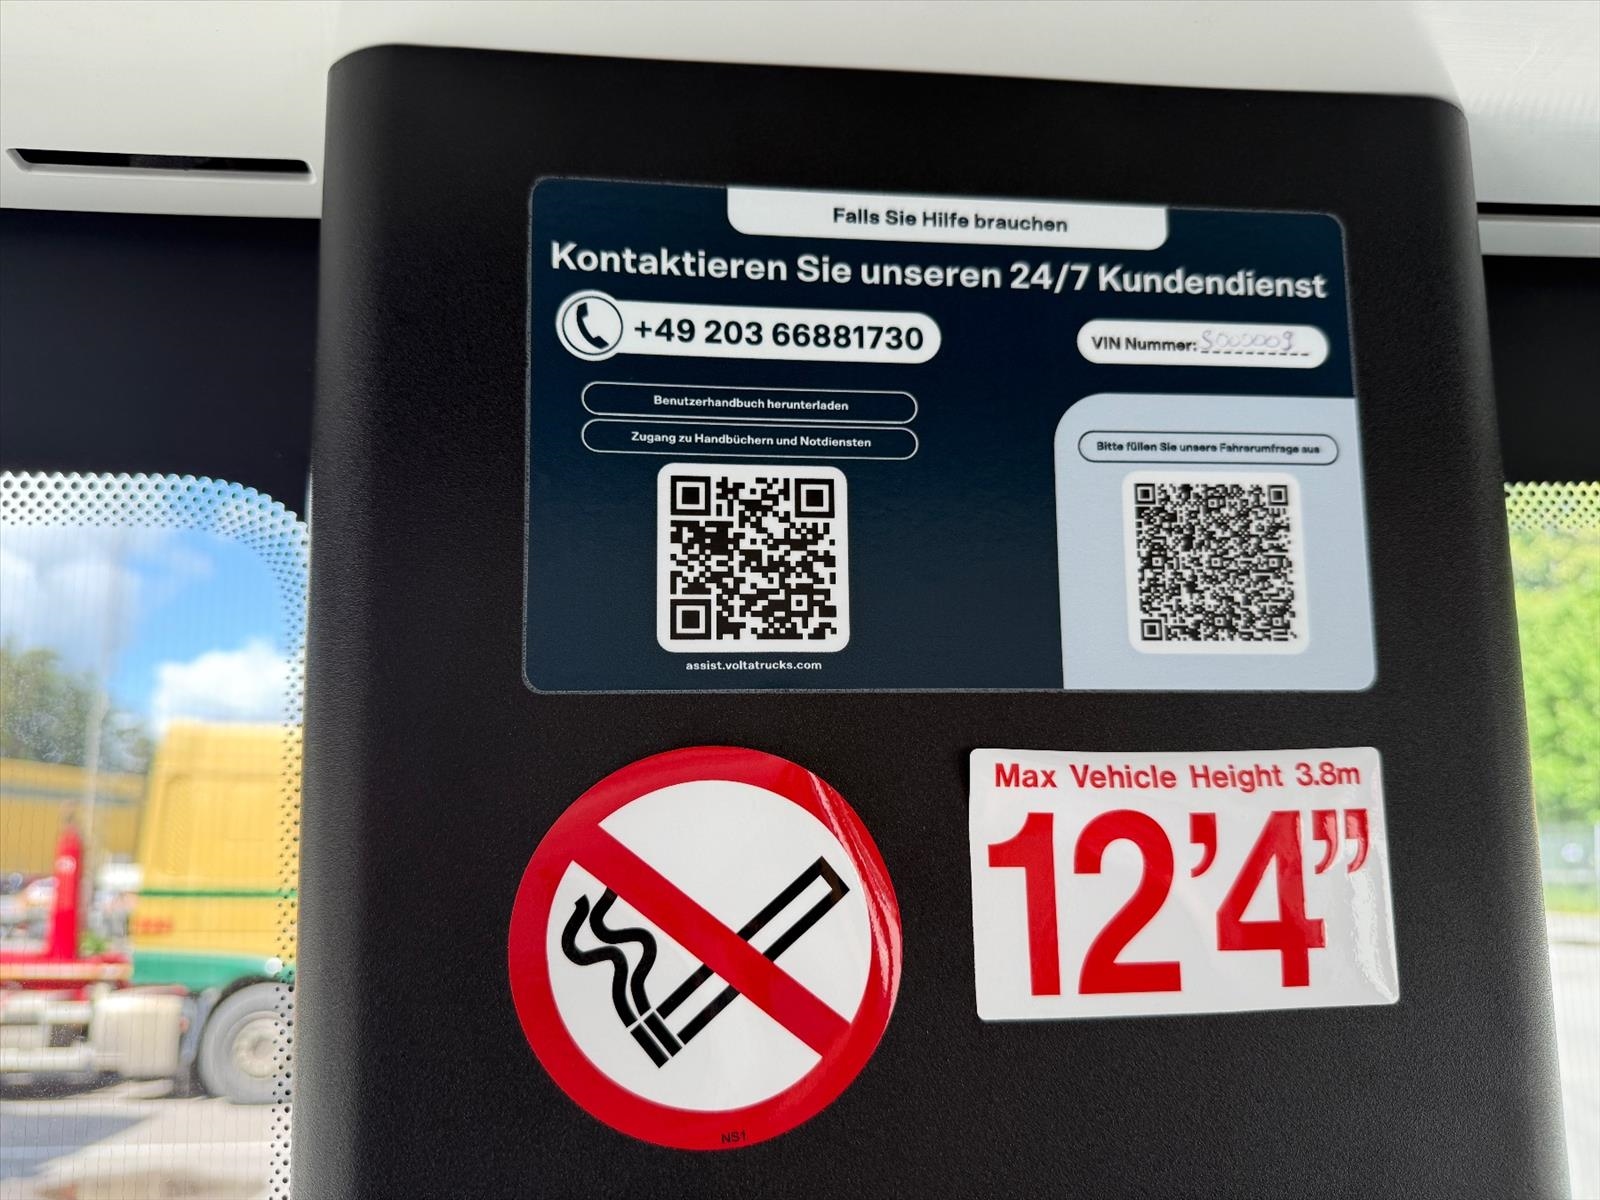 Falls Sie Hilfe brauchen
Kontaktieren Sie unseren 24/7 Kundendienst
+49 203 66881730
VIN Nummer: S000009
Benutzerhandbuch herunterladen
Zugang zu Handbüchern und Notdiensten
Bitte füllen Sie unsere Fahrerumfrage aus
assist.voltatrucks.com
Max Vehicle Height 3.8m
12’4”
NS1